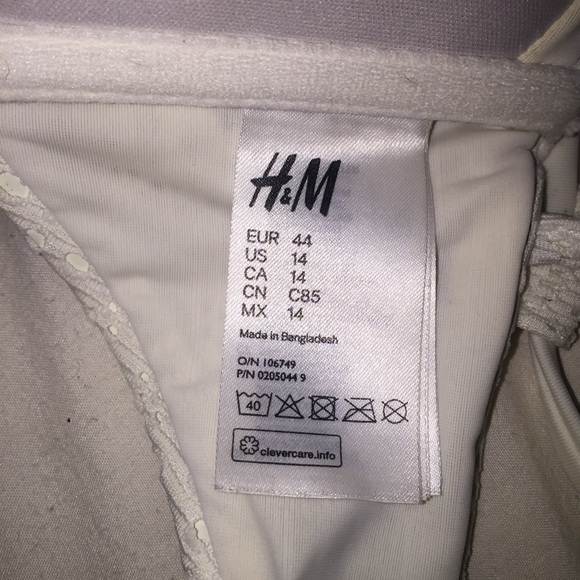 H&M
EUR 44
US 14
CA 14
CN C85
MX 14
Made in Bangladesh
O/N 106749
P/N 0205044 9
40
clevercare.info